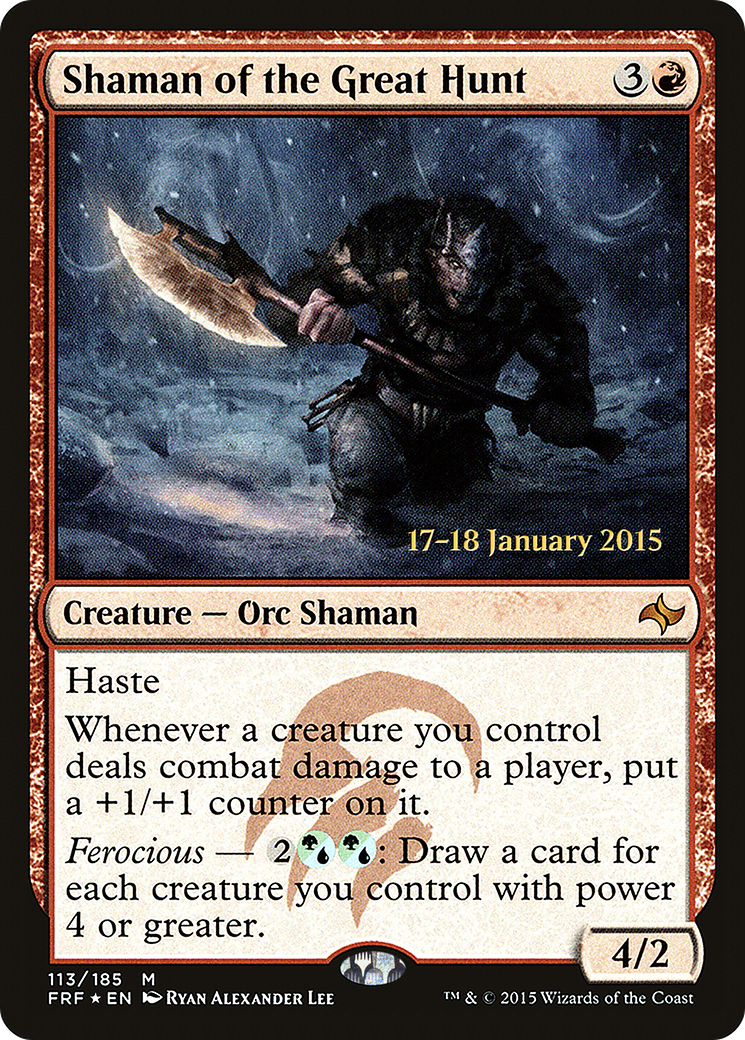 Shaman of the Great Hunt 3
17–18 January 2015
Creature — Orc Shaman
Haste
Whenever a creature you control
deals combat damage to a player, put
a +1/+1 counter on it.
Ferocious — 2: Draw a card for
each creature you control with power
4 or greater.
4/2
113/185 M
FRF ★ EN Ryan Alexander Lee
™ & © 2015 Wizards of the Coast